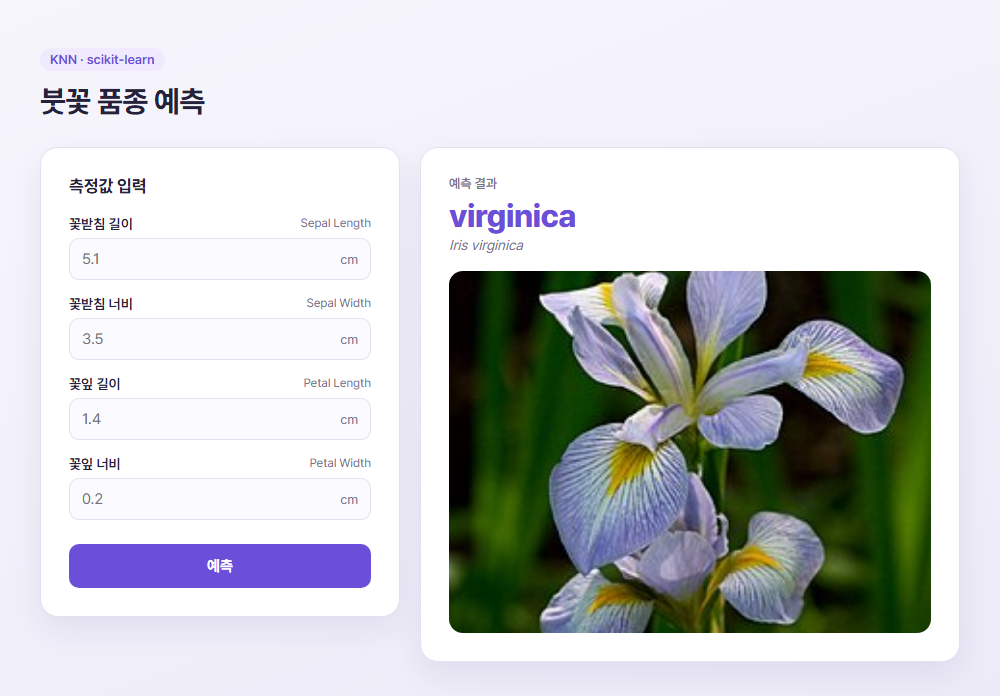 KNN · scikit-learn
붓꽃 품종 예측
측정값 입력
꽃받침 길이 Sepal Length
5.1 cm
꽃받침 너비 Sepal Width
3.5 cm
꽃잎 길이 Petal Length
1.4 cm
꽃잎 너비 Petal Width
0.2 cm
예측
예측 결과
virginica
Iris virginica